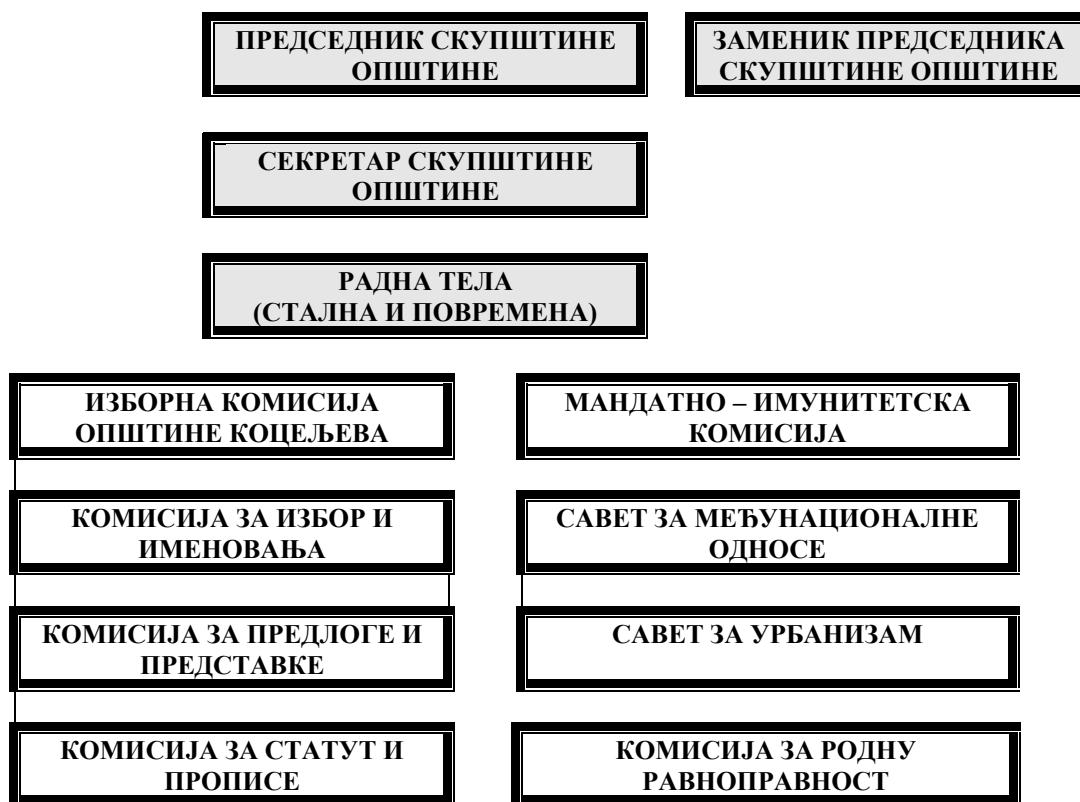 ПРЕДСЕДНИК СКУПШТИНЕ
ОПШТИНЕ
ЗАМЕНИК ПРЕДСЕДНИКА
СКУПШТИНЕ ОПШТИНЕ
СЕКРЕТАР СКУПШТИНЕ
ОПШТИНЕ
РАДНА ТЕЛА
(СТАЛНА И ПОВРЕМЕНА)
ИЗБОРНА КОМИСИЈА
ОПШТИНЕ КОЦЕЉЕВА
МАНДАТНО – ИМУНИТЕТСКА
КОМИСИЈА
КОМИСИЈА ЗА ИЗБОР И
ИМЕНОВАЊА
САВЕТ ЗА МЕЂУНАЦИОНАЛНЕ
ОДНОСЕ
КОМИСИЈА ЗА ПРЕДЛОГЕ И
ПРЕДСТАВКЕ
САВЕТ ЗА УРБАНИЗАМ
КОМИСИЈА ЗА СТАТУТ И
ПРОПИСЕ
КОМИСИЈА ЗА РОДНУ
РАВНОПРАВНОСТ